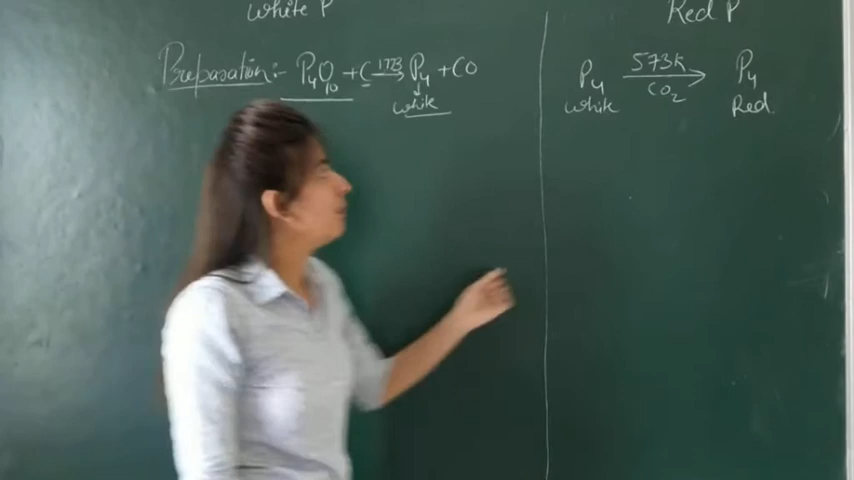 White P
Preparation:- P₄O₁₀ + C →1773 P₄ + CO
white
Red P
P₄ →573K CO₂ P₄
white Red